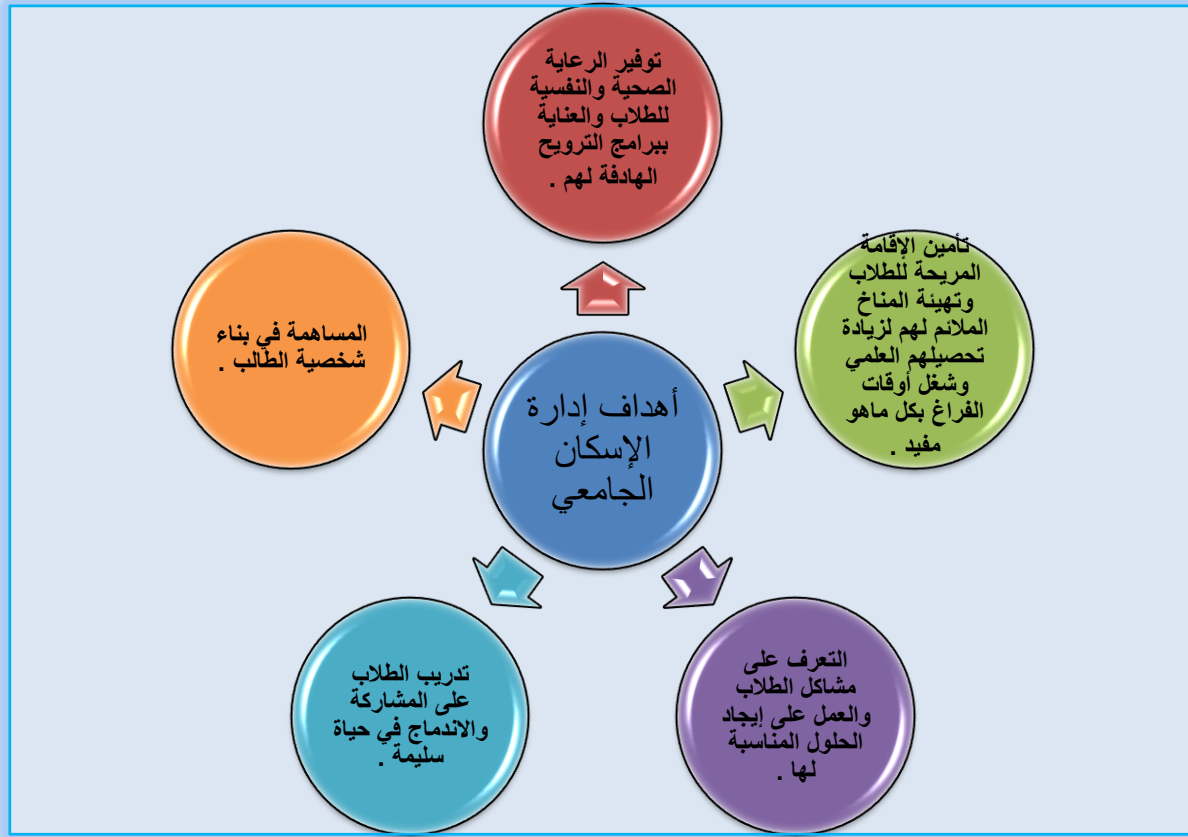 توفير الرعاية
الصحية والنفسية
للطلاب والعناية
ببرامج الترويح
الهادفة لهم .
تأمين الإقامة
المريحة للطلاب
وتهيئة المناخ
الملائم لهم لزيادة
تحصيلهم العلمي
وشغل أوقات
الفراغ بكل ماهو
مفيد .
المساهمة في بناء
شخصية الطالب .
أهداف إدارة
الإسكان
الجامعي
التعرف على
مشاكل الطلاب
والعمل على إيجاد
الحلول المناسبة
لها .
تدريب الطلاب
على المشاركة
والاندماج في حياة
سليمة .